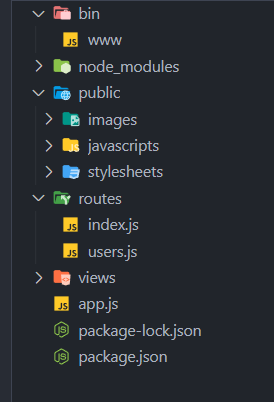 bin
www
node_modules
public
images
javascripts
stylesheets
routes
index.js
users.js
views
app.js
package-lock.json
package.json